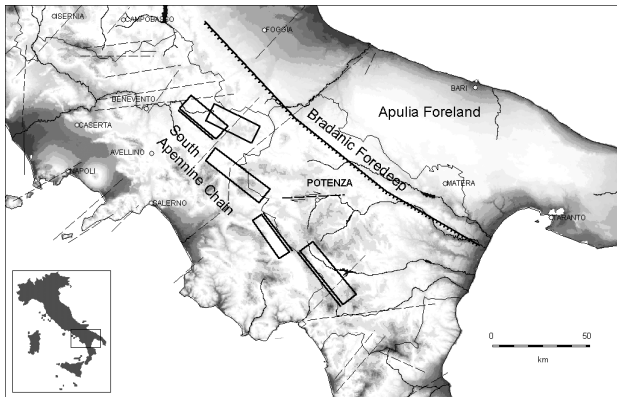 ISERNIA
CAMPOBASSO
FOGGIA
BARI
BENEVENTO
CASERTA
Apulia Foreland
Bradanic Foredeep
South
Apennine Chain
AVELLINO
NAPOLI
POTENZA
MATERA
SALERNO
TARANTO
0
50
km